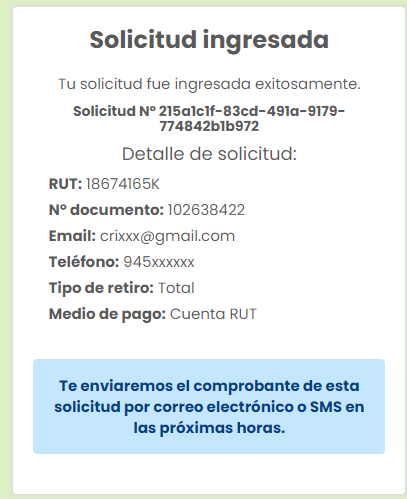 Solicitud ingresada
Tu solicitud fue ingresada exitosamente.
Solicitud Nº 215a1c1f-83cd-491a-9179-
774842b1b972
Detalle de solicitud:
RUT: 18674165K
Nº documento: 102638422
Email: crixxx@gmail.com
Teléfono: 945xxxxxx
Tipo de retiro: Total
Medio de pago: Cuenta RUT
Te enviaremos el comprobante de esta
solicitud por correo electrónico o SMS en
las próximas horas.